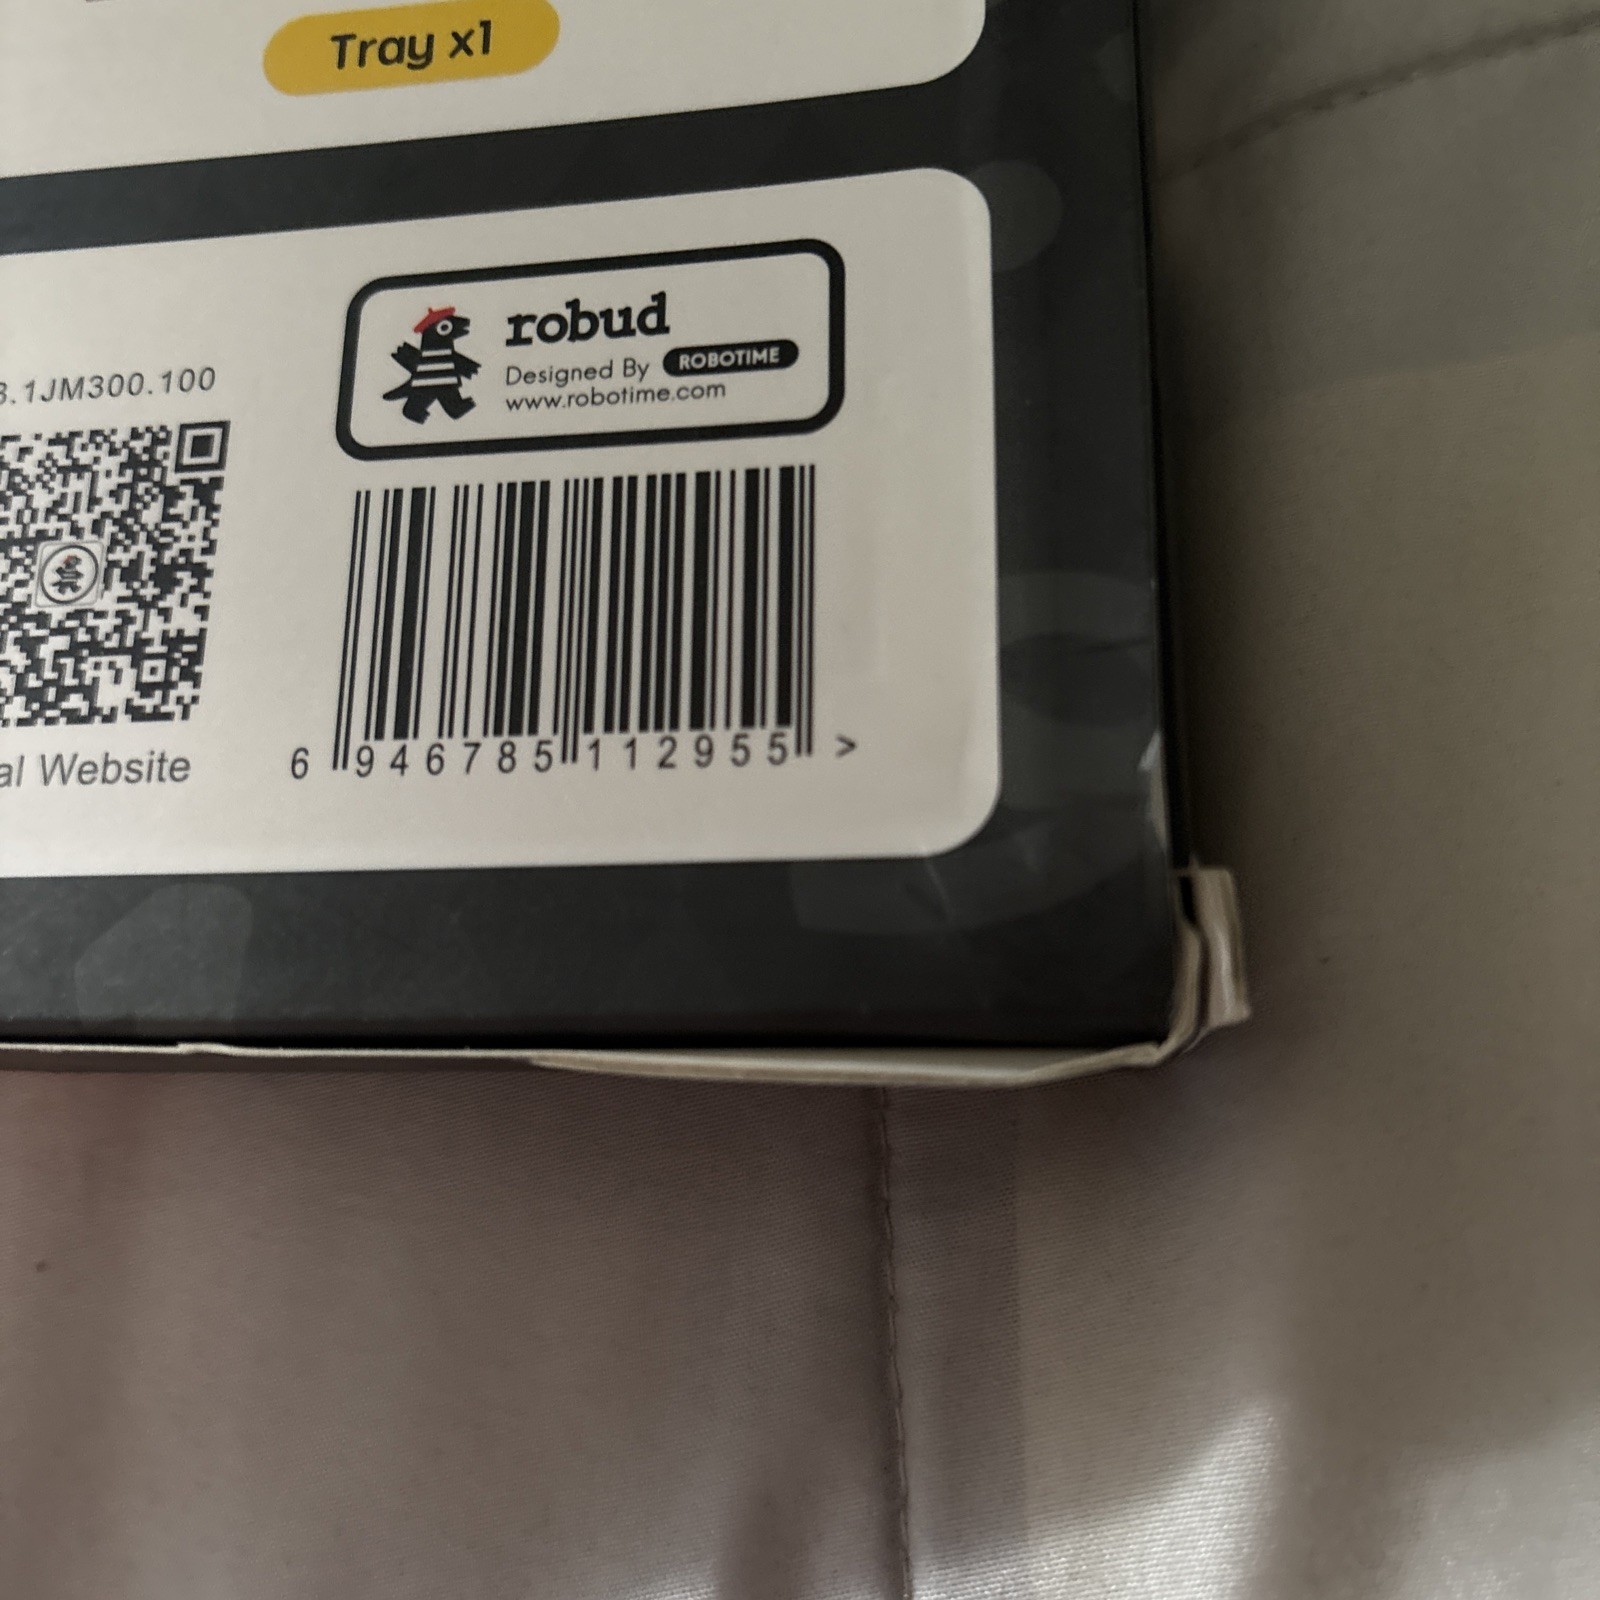 Tray x1
robud
Designed By ROBOTIME
www.robotime.com
.1JM300.100
al Website
6 946785 112955 >